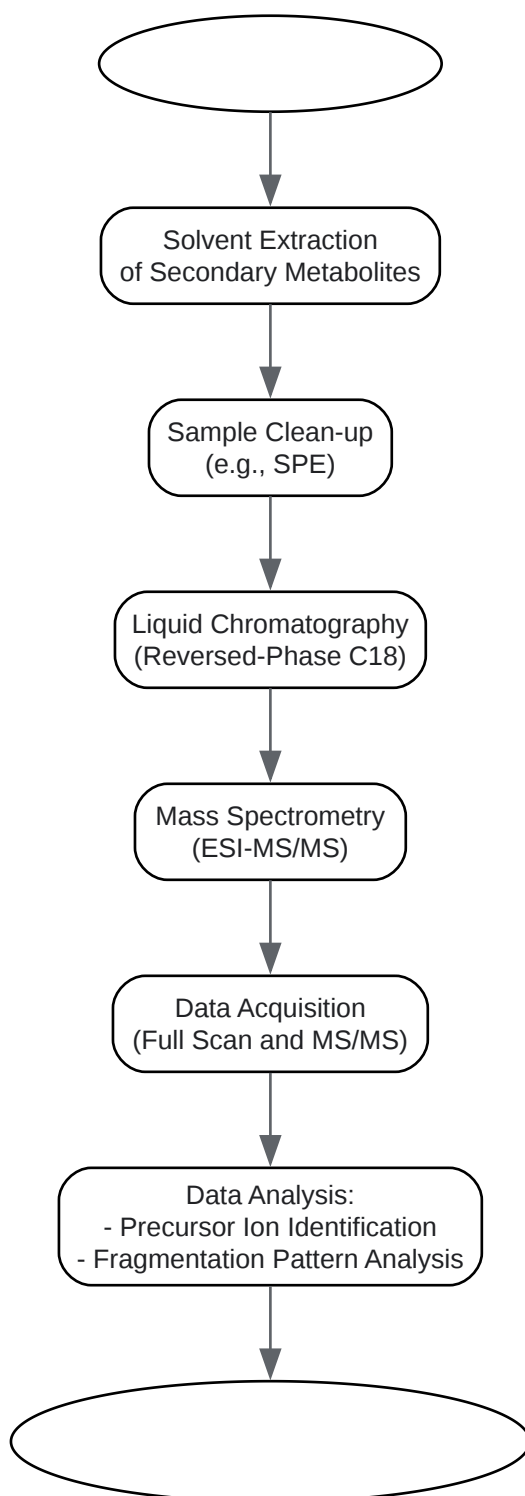 Solvent Extraction
of Secondary Metabolites
Sample Clean-up
(e.g., SPE)
Liquid Chromatography
(Reversed-Phase C18)
Mass Spectrometry
(ESI-MS/MS)
Data Acquisition
(Full Scan and MS/MS)
Data Analysis:
- Precursor Ion Identification
- Fragmentation Pattern Analysis